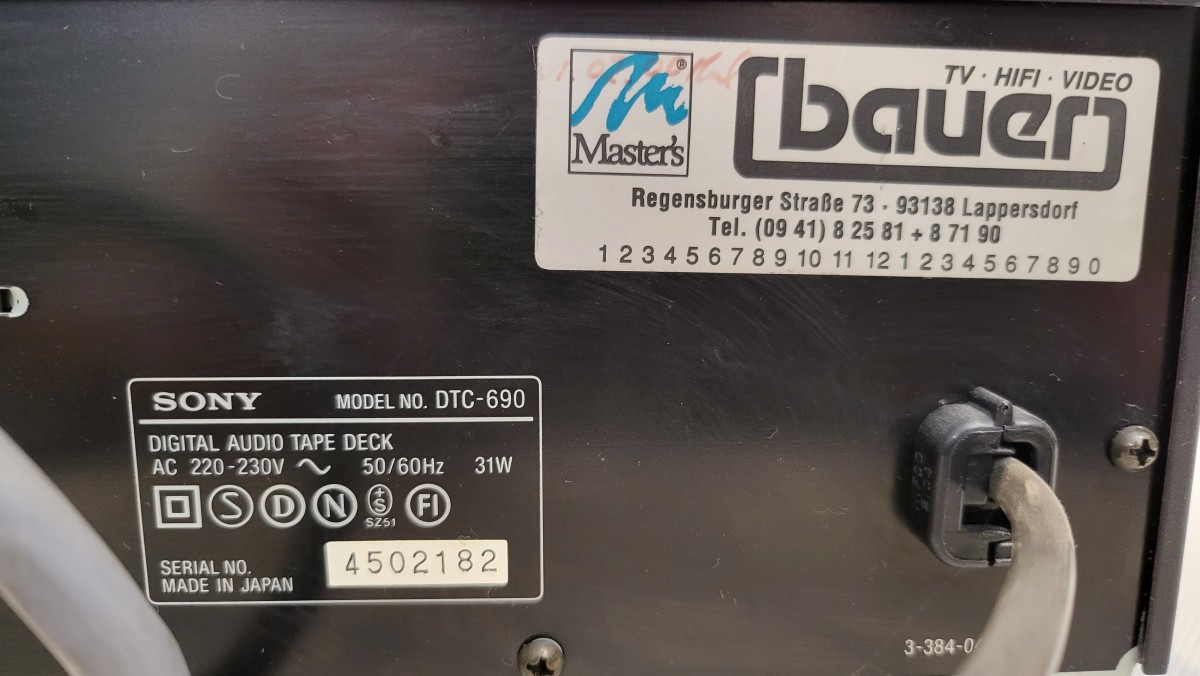 Master's ®
TV · HIFI · VIDEO
bauer
Regensburger Straße 73 · 93138 Lappersdorf
Tel. (09 41) 8 25 81 + 8 71 90
1 2 3 4 5 6 7 8 9 10 11 12 1 2 3 4 5 6 7 8 9 0
SONY MODEL NO. DTC-690
DIGITAL AUDIO TAPE DECK
AC 220-230V ~ 50/60Hz 31W
S D N +S FI
SZ51
SERIAL NO. 4502182
MADE IN JAPAN
3-384-0